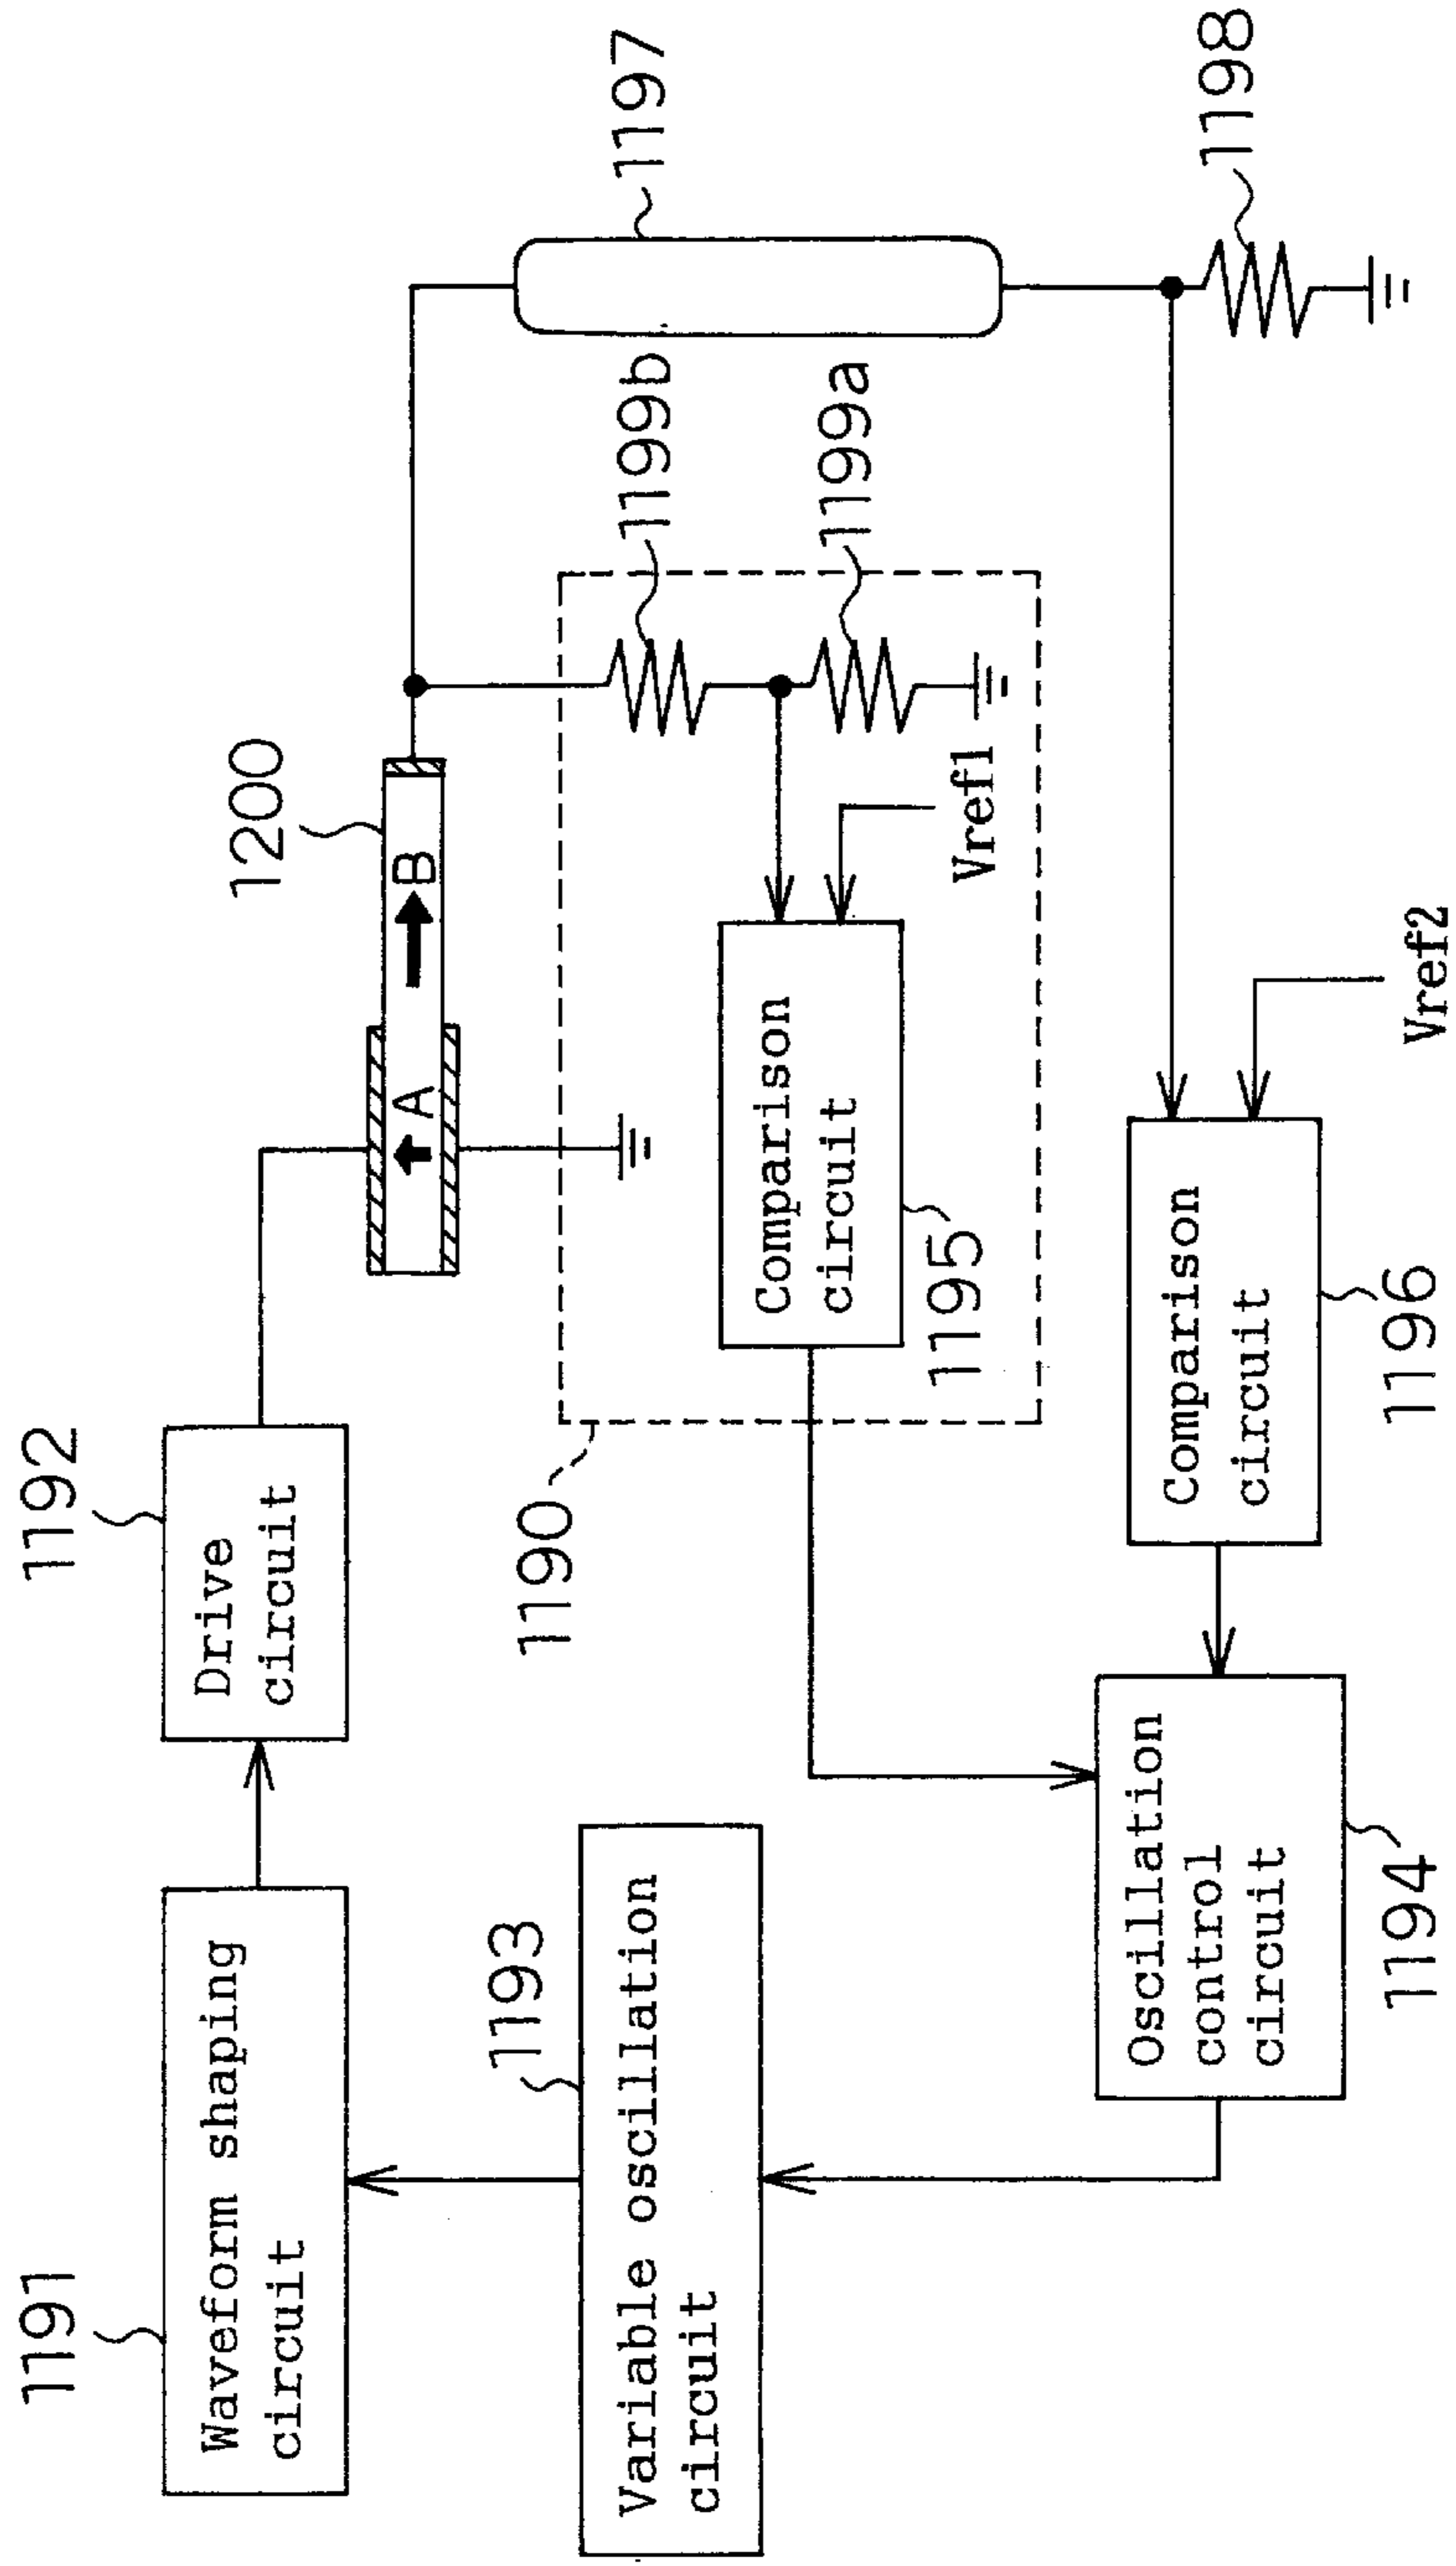 1191
Waveform shaping
circuit
1192
Drive
circuit
1200
A
B
1193
Variable oscillation
circuit
1190
1199b
1197
1199a
Comparison
circuit
1195
Vref1
Oscillation
control
circuit
1194
Comparison
circuit
1196
Vref2
1198